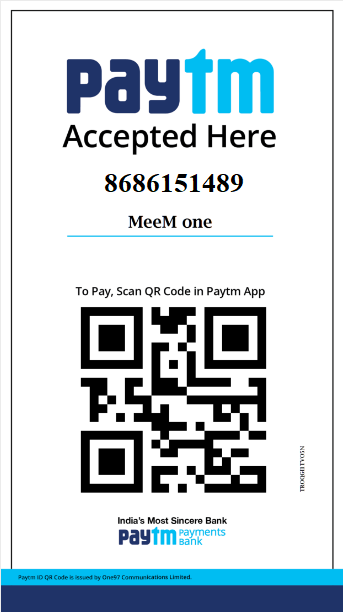 paytm
Accepted Here
8686151489
MeeM one
To Pay, Scan QR Code in Paytm App
India's Most Sincere Bank
paytm payments
bank
Paytm ID QR Code is issued by One97 Communications Limited.